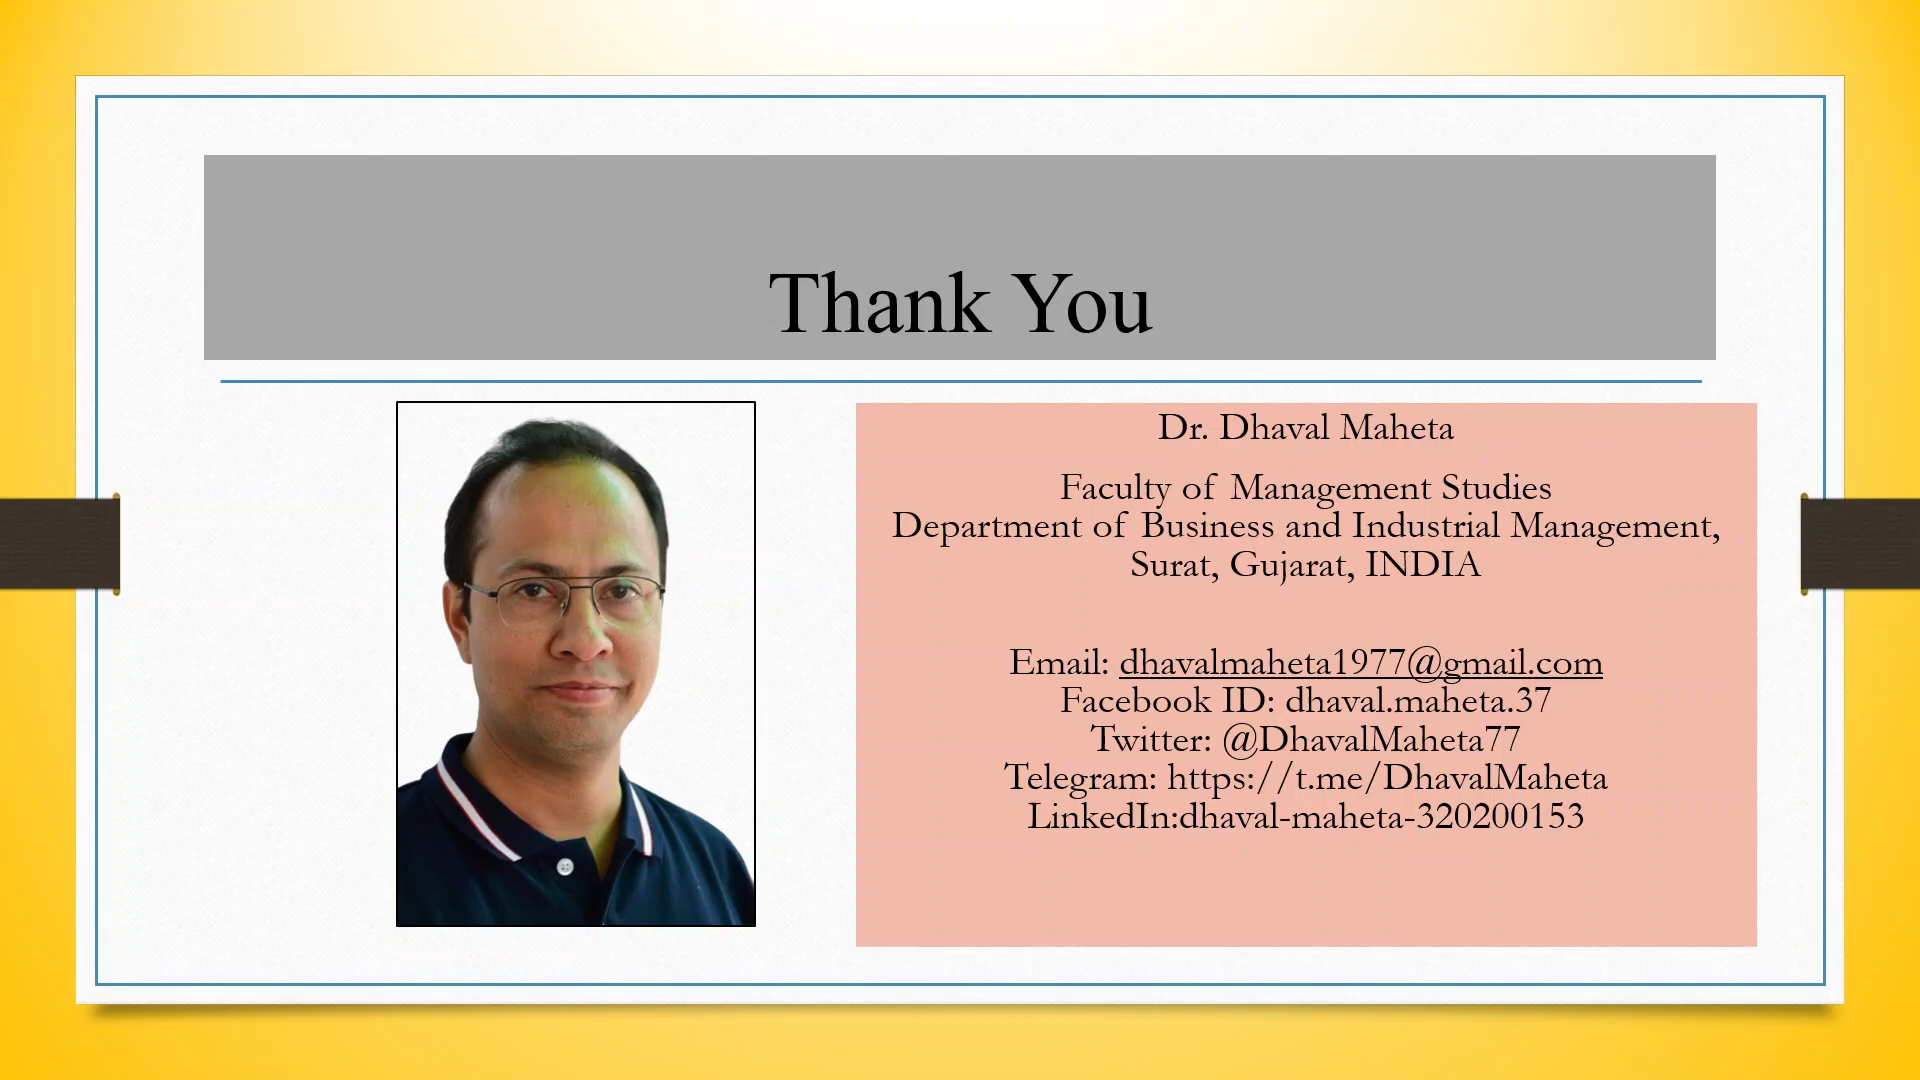 Thank You
Dr. Dhaval Maheta
Faculty of Management Studies
Department of Business and Industrial Management,
Surat, Gujarat, INDIA
Email: dhavalmaheta1977@gmail.com
Facebook ID: dhaval.maheta.37
Twitter: @DhavalMaheta77
Telegram: https://t.me/DhavalMaheta
LinkedIn:dhaval-maheta-320200153